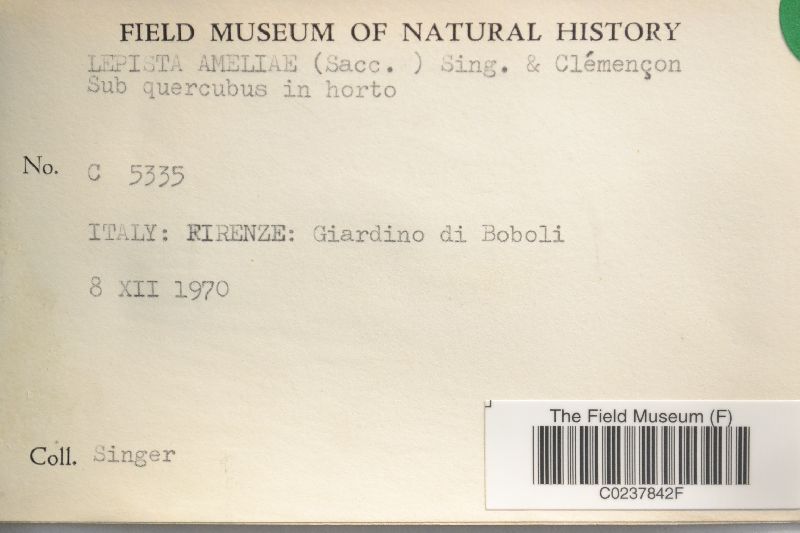 FIELD MUSEUM OF NATURAL HISTORY
LEPISTA AMELIAE (Sacc. ) Sing. & Clémençon
Sub quercubus in horto
No. C 5335
ITALY: FIRENZE: Giardino di Boboli
8 XII 1970
Coll. Singer
The Field Museum (F)
C0237842F